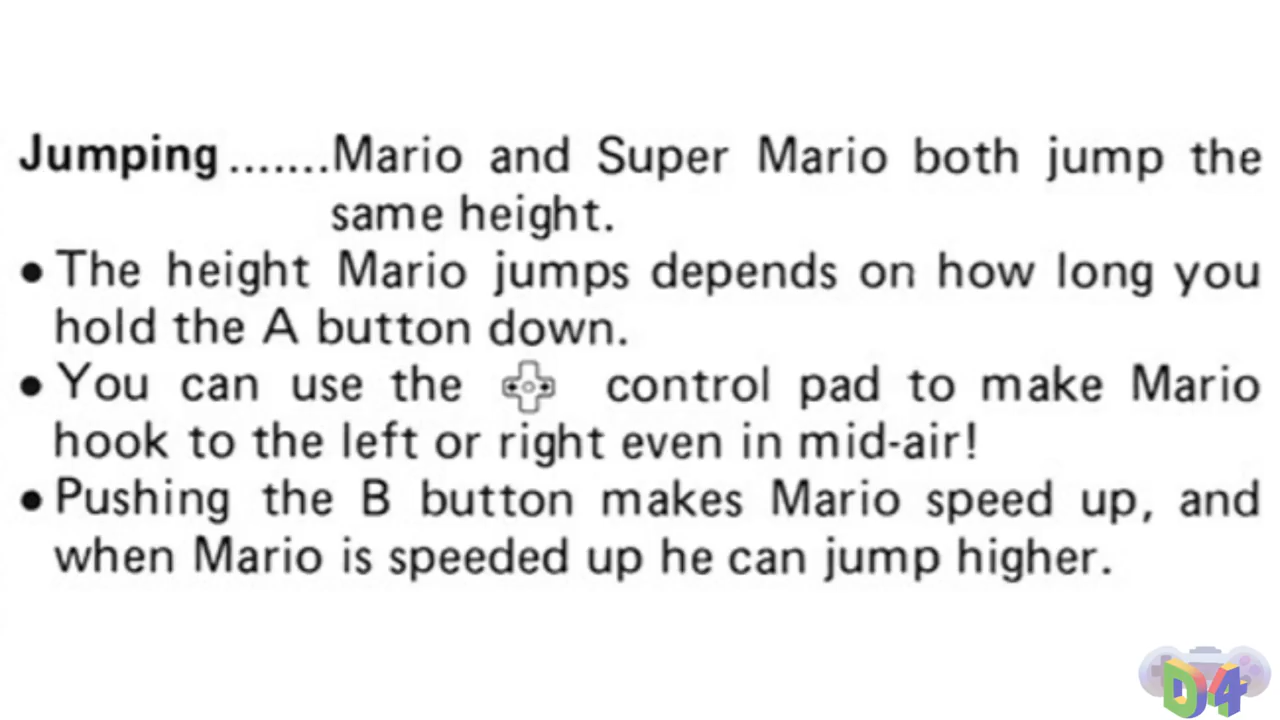 Jumping.......Mario and Super Mario both jump the
same height.
● The height Mario jumps depends on how long you
hold the A button down.
● You can use the control pad to make Mario
hook to the left or right even in mid-air!
● Pushing the B button makes Mario speed up, and
when Mario is speeded up he can jump higher.
D4